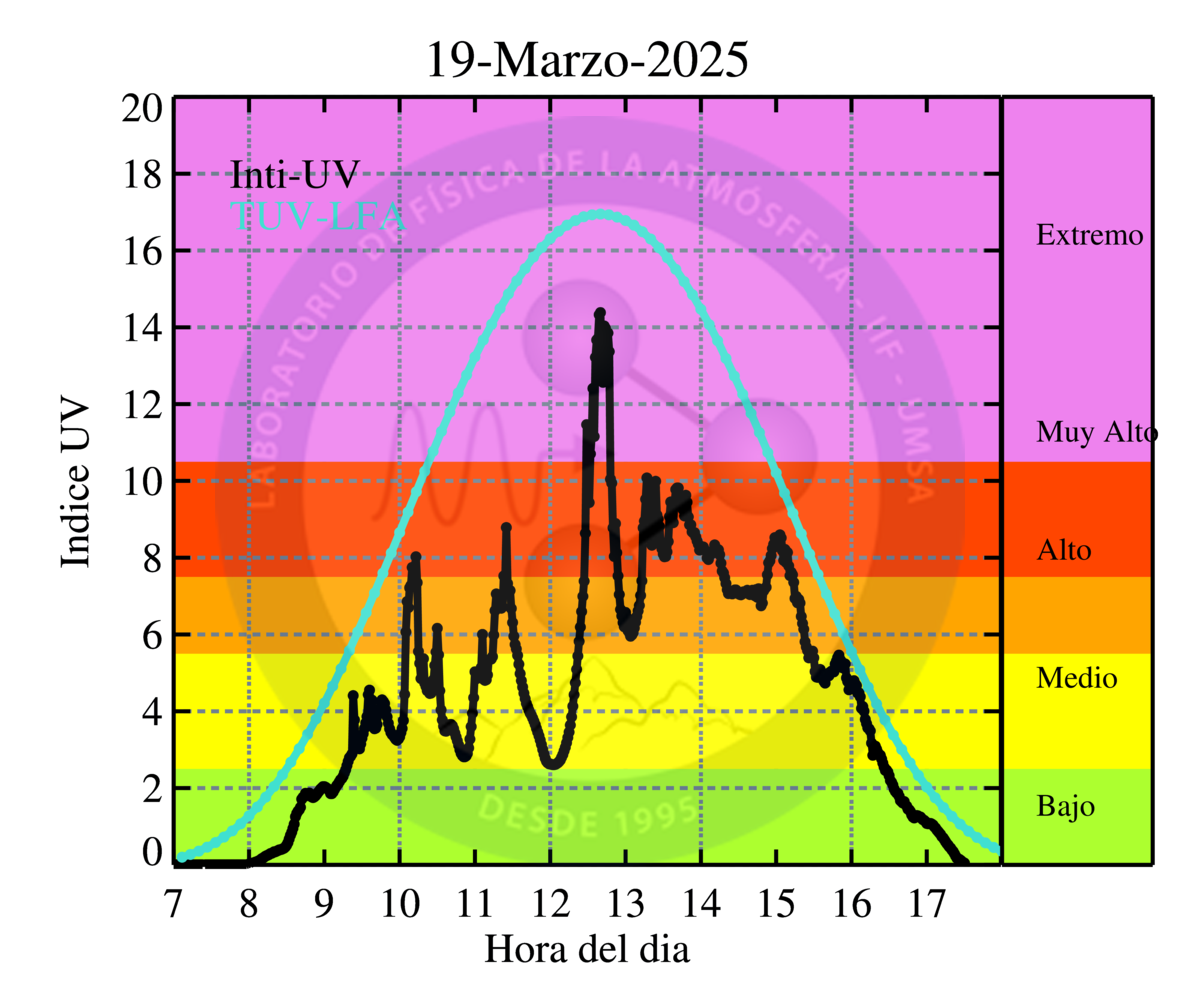 19-Marzo-2025
20
18
16
14
12
10
8
6
4
2
0
Indice UV
Inti-UV
TUV-LFA
LABORATORIO DE FÍSICA DE LA ATMÓSFERA - IIF - UMSA
DESDE 1995
Extremo
Muy Alto
Alto
Medio
Bajo
7 8 9 10 11 12 13 14 15 16 17
Hora del dia